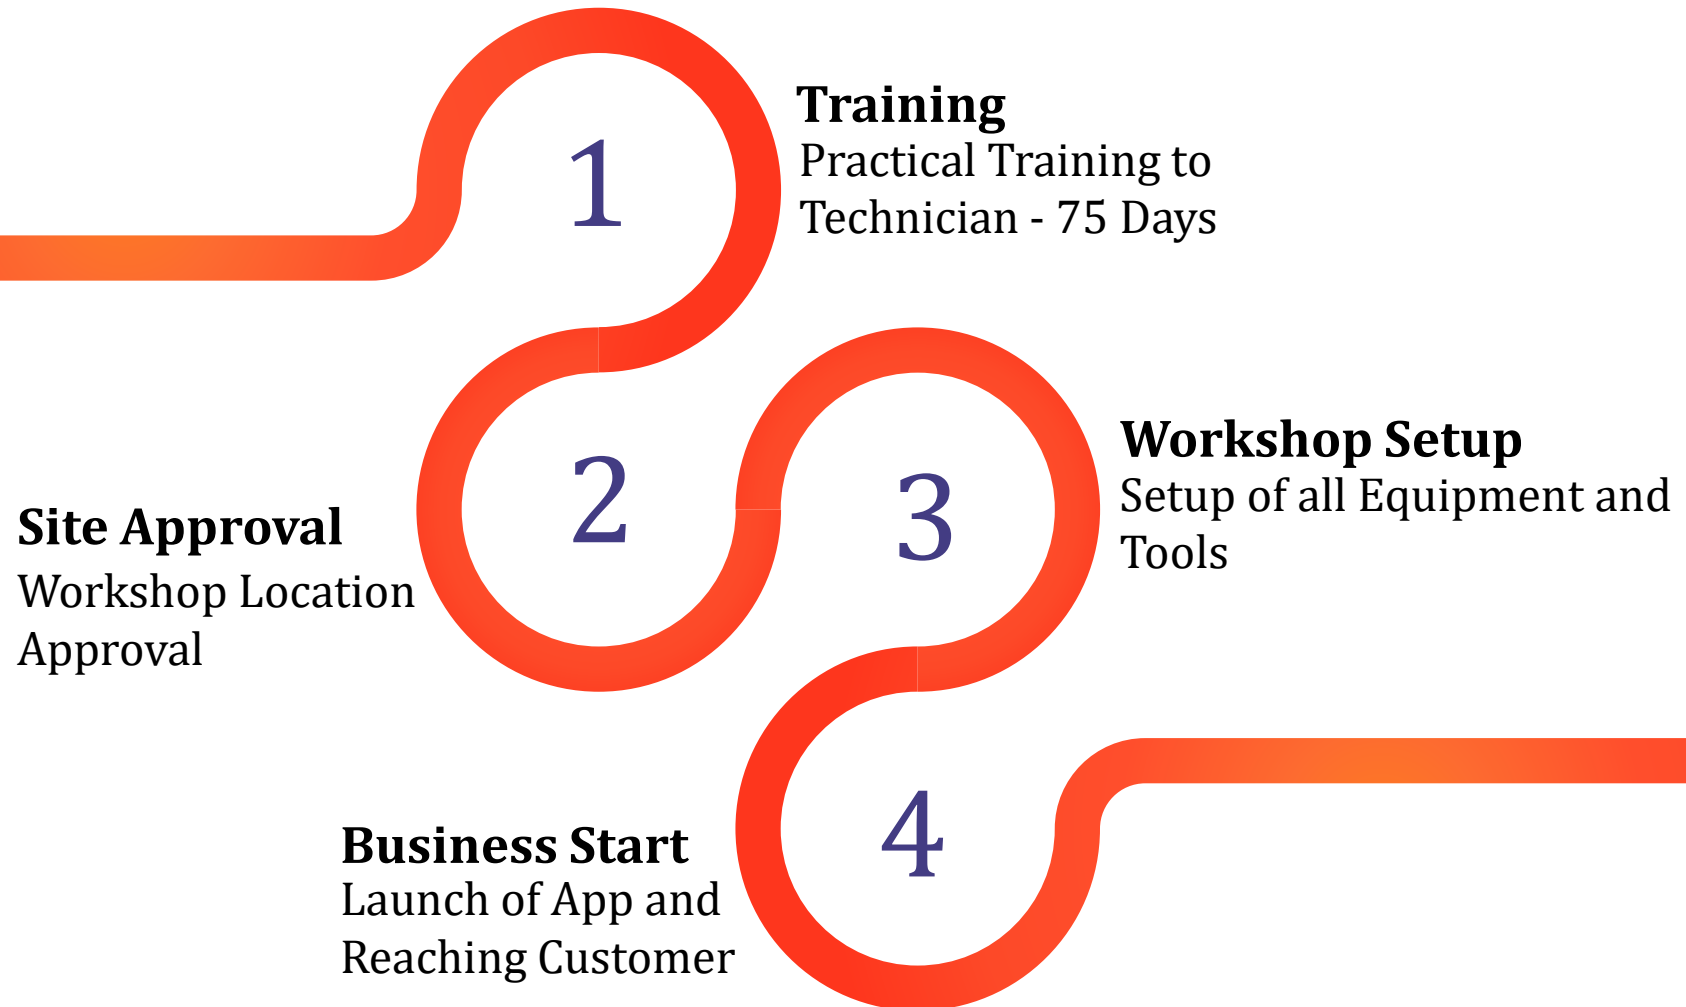 1
Training
Practical Training to
Technician - 75 Days
2
Site Approval
Workshop Location
Approval
3
Workshop Setup
Setup of all Equipment and
Tools
4
Business Start
Launch of App and
Reaching Customer